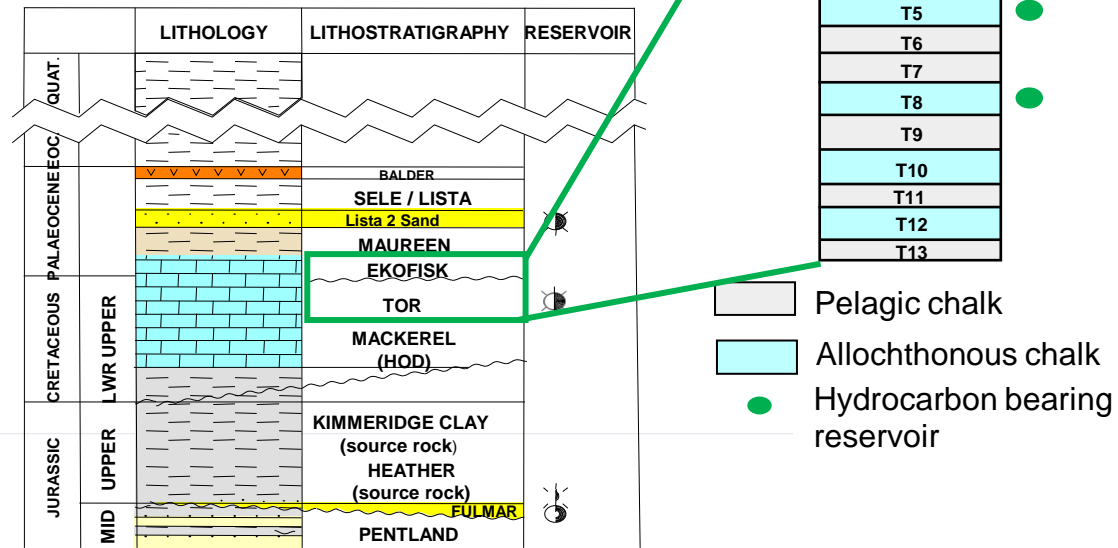 LITHOLOGY
LITHOSTRATIGRAPHY
RESERVOIR
QUAT.
EOC.
PALAEOCENE
CRETACEOUS
UPPER
LWR
JURASSIC
UPPER
MID
BALDER
SELE / LISTA
Lista 2 Sand
MAUREEN
EKOFISK
TOR
MACKEREL
(HOD)
KIMMERIDGE CLAY
(source rock)
HEATHER
(source rock)
FULMAR
PENTLAND
T5
T6
T7
T8
T9
T10
T11
T12
T13
Pelagic chalk
Allochthonous chalk
Hydrocarbon bearing
reservoir